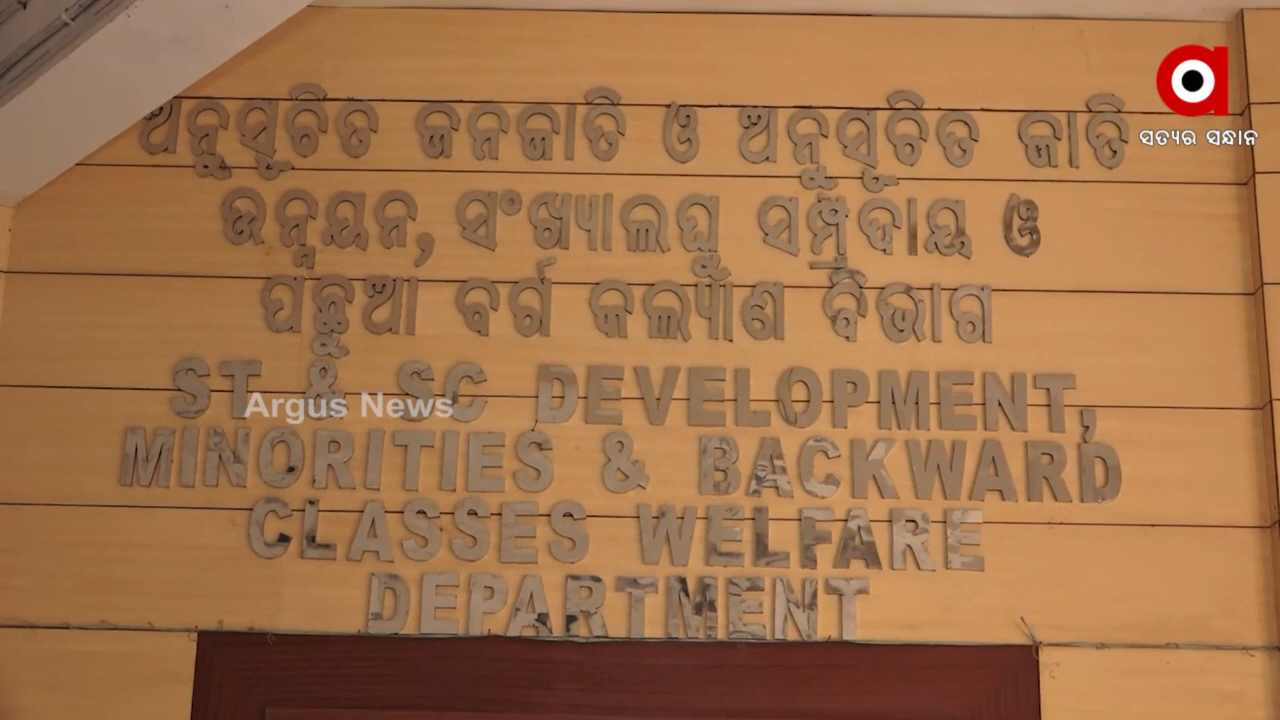 ସତ୍ୟର ସନ୍ଧାନ
ଅନୁସୂଚିତ ଜନଜାତି ଓ ଅନୁସୂଚିତ ଜାତି
ଉନ୍ନୟନ, ସଂଖ୍ୟାଲଘୁ ସମ୍ପ୍ରଦାୟ ଓ
ପଛୁଆ ବର୍ଗ କଲ୍ୟାଣ ବିଭାଗ
ST & SC DEVELOPMENT,
Argus News
MINORITIES & BACKWARD
CLASSES WELFARE
DEPARTMENT